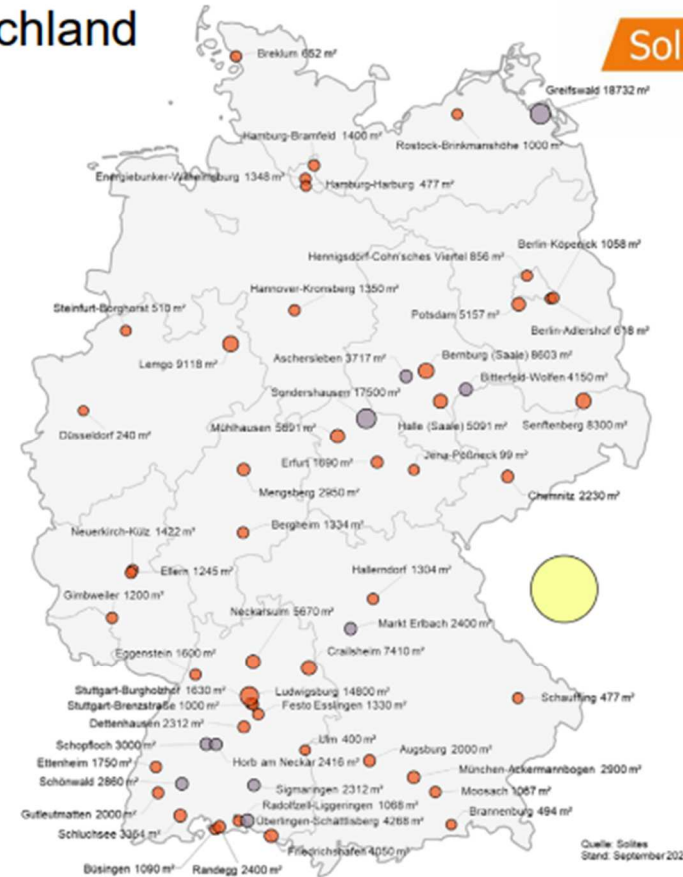 chland
Sol
Breklum 652 m²
Greifswald 18732 m²
Hamburg-Bramfeld 1400 m²
Rostock-Brinkmanshöhe 1000 m²
Energiebunker-Wilhelmsburg 1348 m²
Hamburg-Harburg 477 m²
Berlin-Köpenick 1058 m²
Hennigsdorf-Cohn'sches Viertel 856 m²
Hannover-Kronsberg 1350 m²
Steinfurt-Borghorst 510 m²
Potsdam 5157 m²
Berlin-Adlershof 618 m²
Aschersleben 3717 m²
Bernburg (Saale) 8603 m²
Lemgo 9118 m²
Bitterfeld-Wolfen 4150 m²
Sondershausen 17500 m²
Mühlhausen 5691 m²
Halle (Saale) 5091 m²
Senftenberg 8300 m²
Düsseldorf 240 m²
Erfurt 1690 m²
Jena-Pößneck 99 m²
Mengsberg 2950 m²
Chemnitz 2230 m²
Bergheim 1334 m²
Neuerkirch-Külz 1422 m²
Ellern 1245 m²
Hallerndorf 1304 m²
Gimbweiler 1200 m²
Neckarsulm 5670 m²
Markt Erlbach 2400 m²
Eggenstein 1600 m²
Crailsheim 7410 m²
Stuttgart-Burgholzhof 1630 m²
Ludwigsburg 14800 m²
Schaufling 477 m²
Stuttgart-Brenzstraße 1000 m²
Festo Esslingen 1330 m²
Dettenhausen 2312 m²
Schopfloch 3000 m²
Ulm 400 m²
Augsburg 2000 m²
Ettenheim 1750 m²
Horb am Neckar 2416 m²
München-Ackermannbogen 2900 m²
Schönwald 2860 m²
Sigmaringen 2312 m²
Moosach 1067 m²
Radolfzell-Liggeringen 1068 m²
Brannenburg 494 m²
Gutleutmatten 2000 m²
Überlingen-Schättlisberg 4268 m²
Schluchsee 3364 m²
Friedrichshafen 4050 m²
Büsingen 1090 m²
Randegg 2400 m²
Quelle: Solites
Stand: September 202